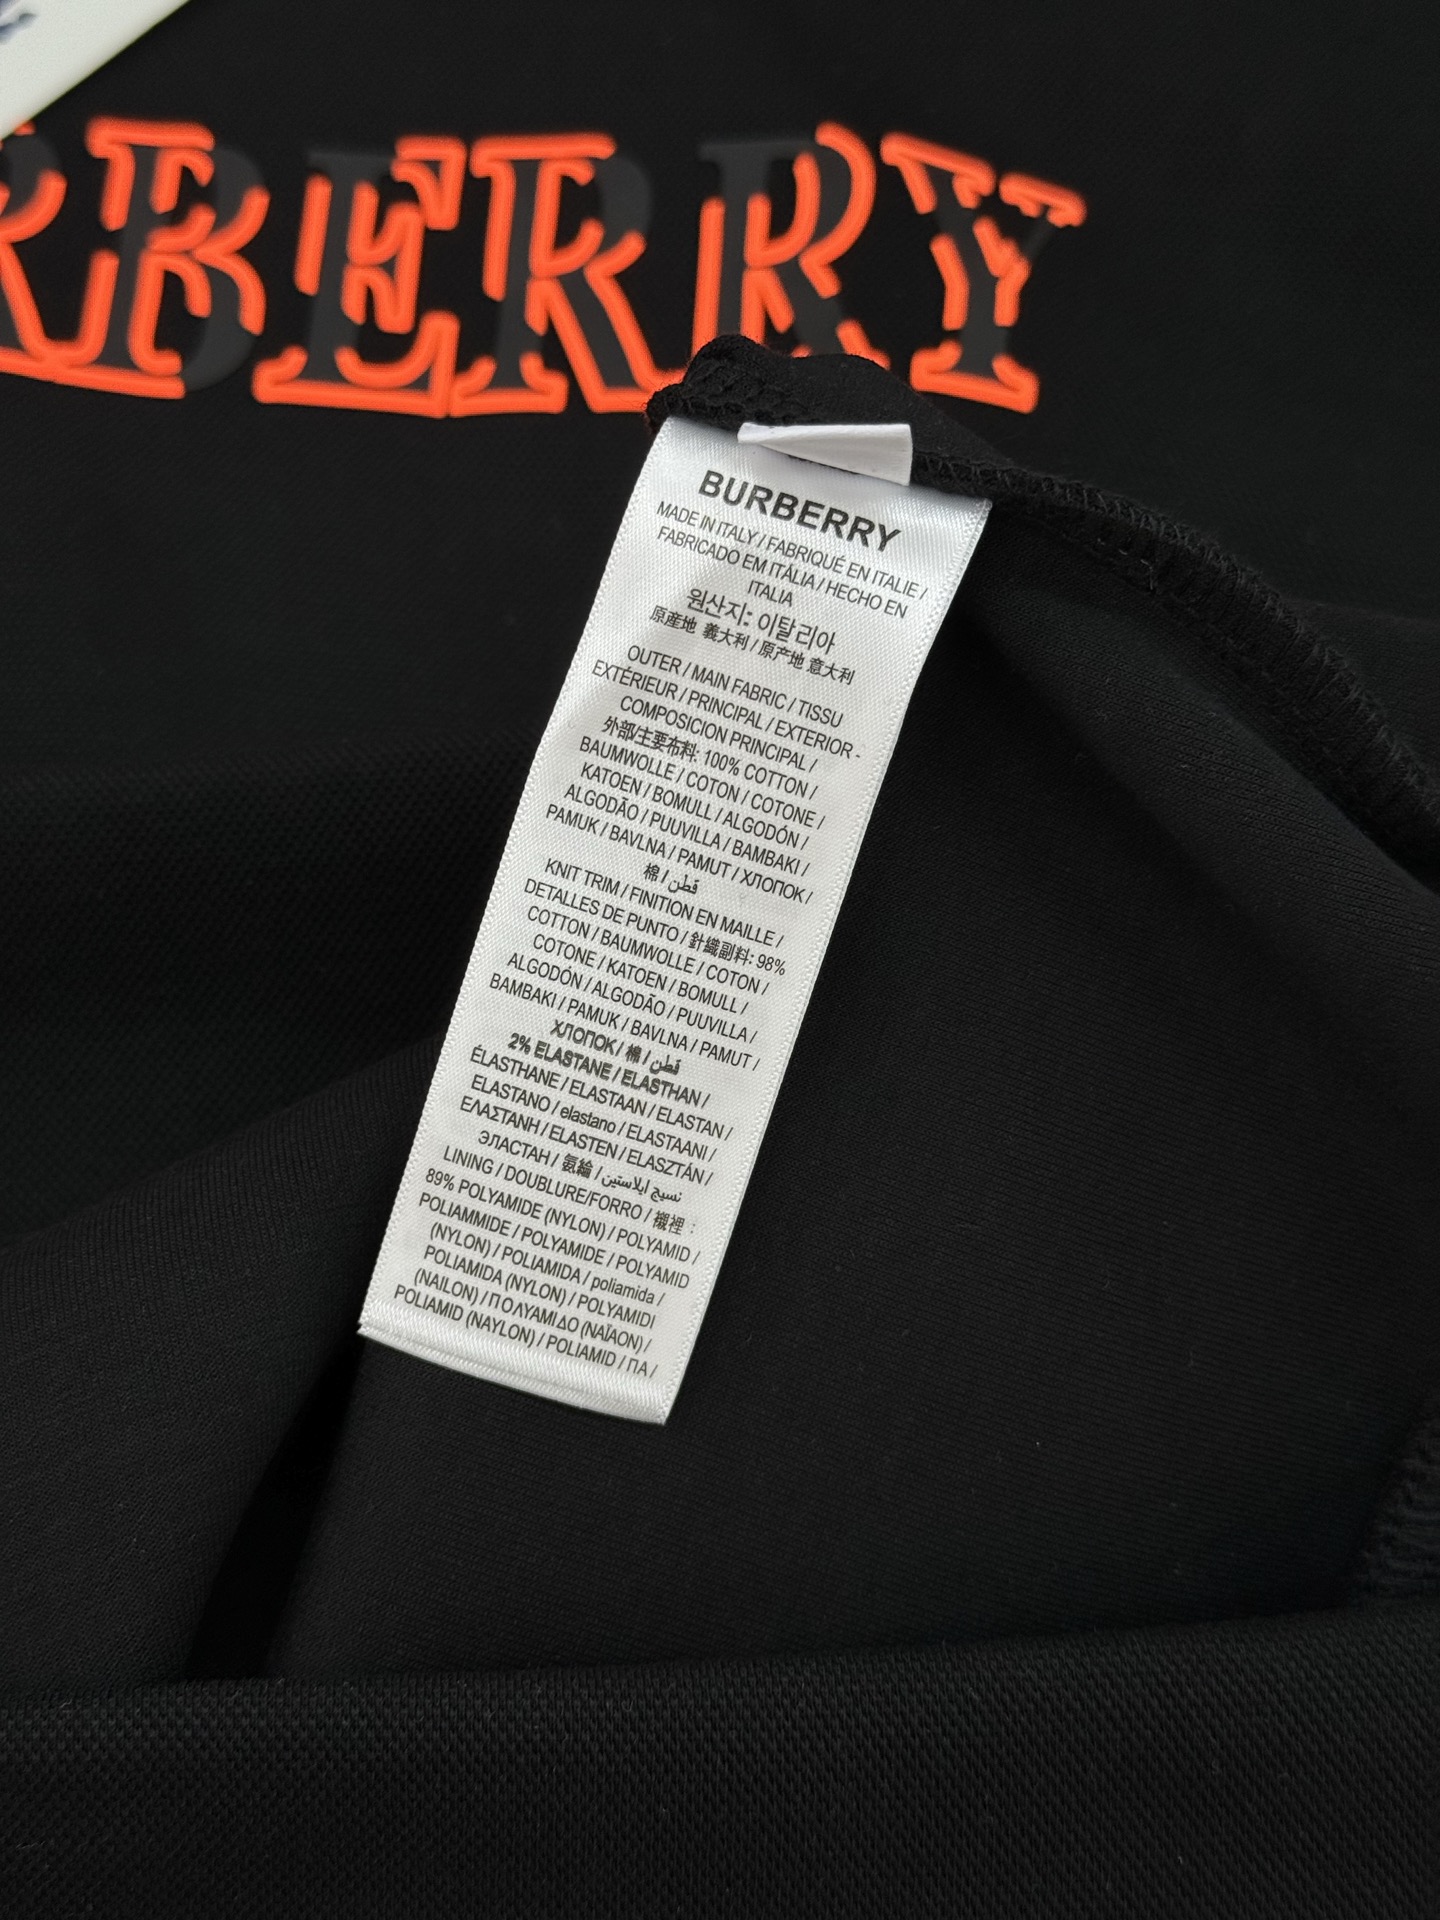 RBERRY
BURBERRY
MADE IN ITALY / FABRIQUÉ EN ITALIE /
FABRICADO EM ITÁLIA / HECHO EN
ITALIA
원산지: 이탈리아
原産地 義大利 / 原产地 意大利
OUTER / MAIN FABRIC / TISSU
EXTÉRIEUR / PRINCIPAL / EXTERIOR -
COMPOSICION PRINCIPAL /
外部/主要布料: 100% COTTON /
BAUMWOLLE / COTON / COTONE /
KATOEN / BOMULL / ALGODÓN /
ALGODÃO / PUUVILLA / BAMBAKI /
PAMUK / BAVLNA / PAMUT / ХЛОПОК /
棉 / قطن
KNIT TRIM / FINITION EN MAILLE /
DETALLES DE PUNTO / 針織副料: 98%
COTTON / BAUMWOLLE / COTON /
COTONE / KATOEN / BOMULL /
ALGODÓN / ALGODÃO / PUUVILLA /
BAMBAKI / PAMUK / BAVLNA / PAMUT /
ХЛОПОК / 棉 / قطن
2% ELASTANE / ELASTHAN /
ÉLASTHANE / ELASTAAN / ELASTAN /
ELASTANO / elastano / ELASTAANI /
ΕΛΑΣΤΑΝΗ / ELASTEN / ELASZTÁN /
ЭЛАСТАН / 氨綸 / نسيج ايلاستين
LINING / DOUBLURE/FORRO / 襯裡 :
89% POLYAMIDE (NYLON) / POLYAMID /
POLIAMMIDE / POLYAMIDE / POLYAMID
(NYLON) / POLIAMIDA / poliamida /
POLIAMIDA (NYLON) / POLYAMIDI
(NAILON) / ΠΟΛΥΑΜΙΔΟ (ΝΑΪΛΟΝ) /
POLIAMID (NAYLON) / POLIAMID / ПА /